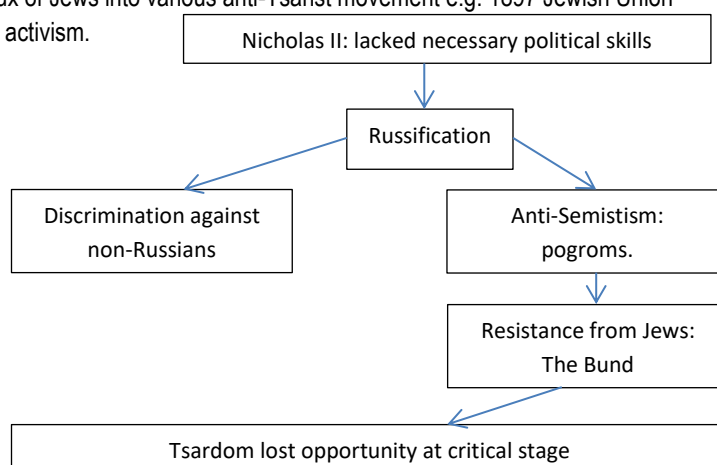 ux of Jews into various anti-Tsarist movement e.g. 1897 Jewish Union
activism.
Nicholas II: lacked necessary political skills
Russification
Discrimination against
non-Russians
Anti-Semistism:
pogroms.
Resistance from Jews:
The Bund
Tsardom lost opportunity at critical stage